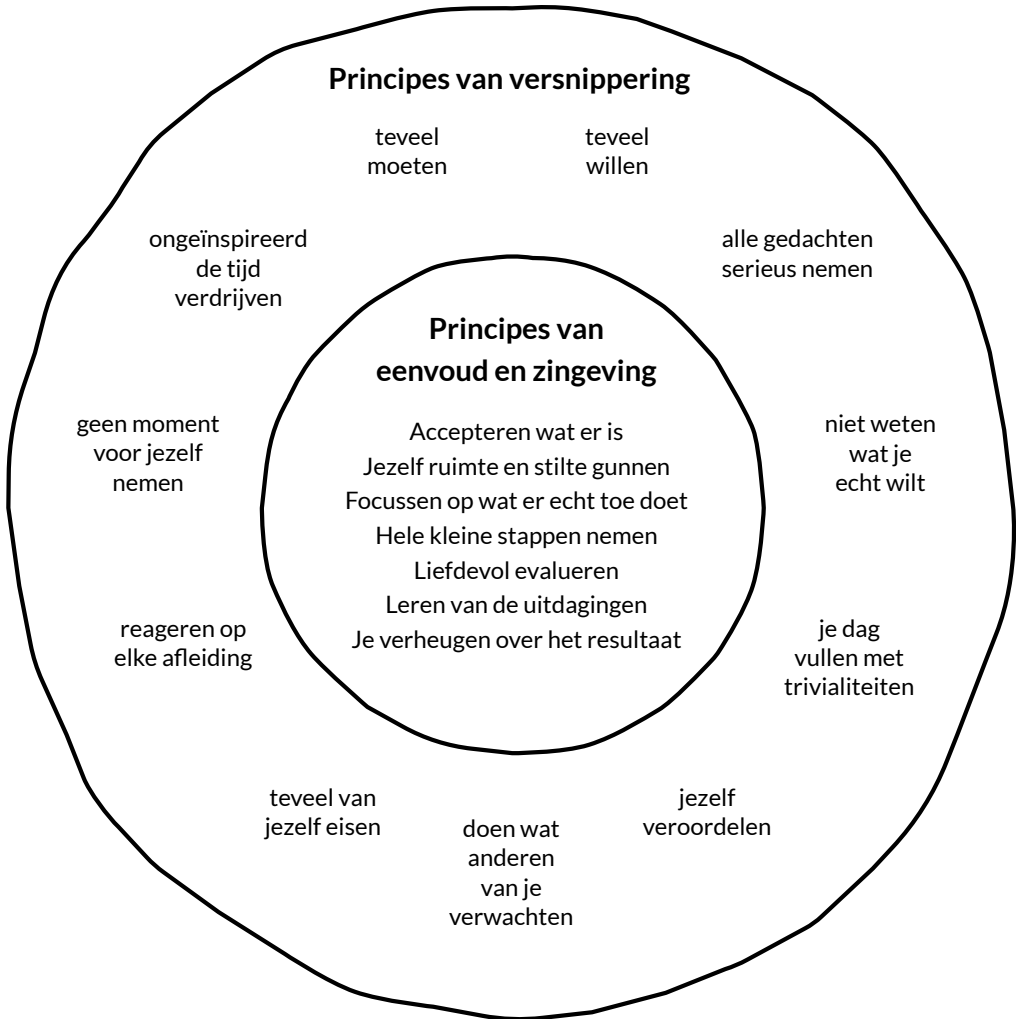 Principes van versnippering
teveel
moeten
teveel
willen
alle gedachten
serieus nemen
niet weten
wat je
echt wilt
je dag
vullen met
trivialiteiten
jezelf
veroordelen
doen wat
anderen
van je
verwachten
teveel van
jezelf eisen
reageren op
elke afleiding
geen moment
voor jezelf
nemen
ongeïnspireerd
de tijd
verdrijven
Principes van
eenvoud en zingeving
Accepteren wat er is
Jezelf ruimte en stilte gunnen
Focussen op wat er echt toe doet
Hele kleine stappen nemen
Liefdevol evalueren
Leren van de uitdagingen
Je verheugen over het resultaat